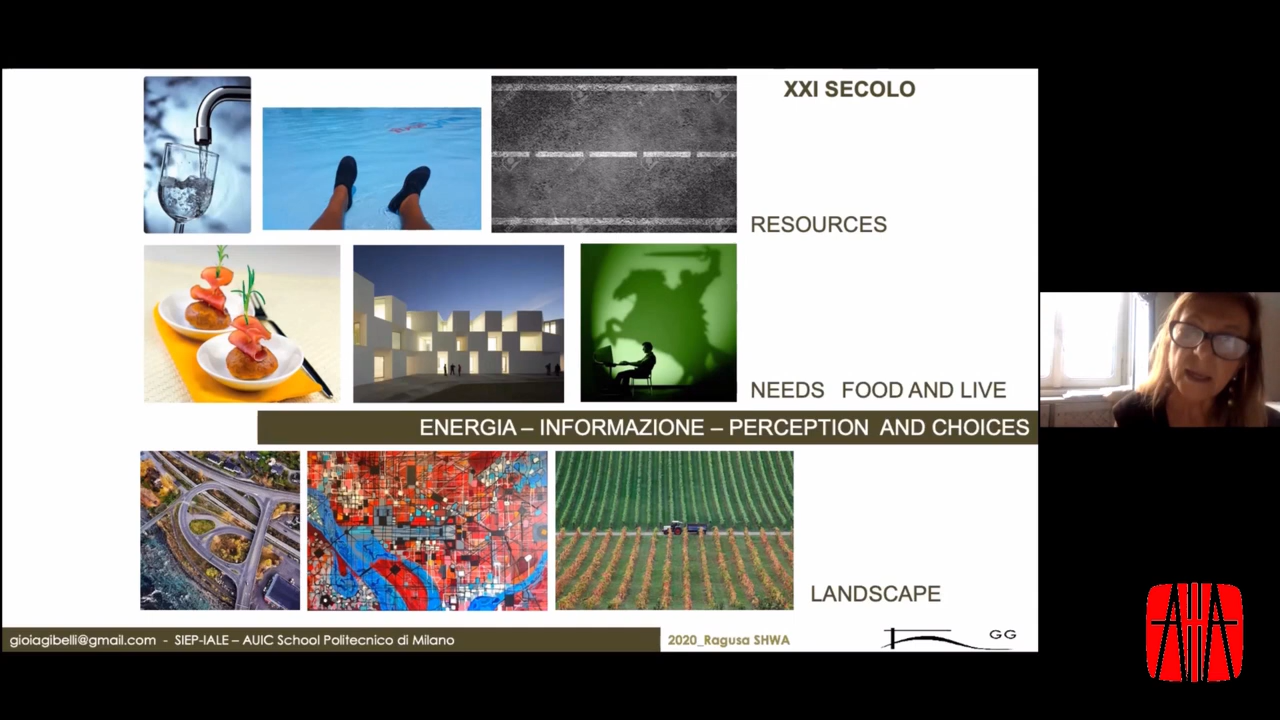 XXI SECOLO
RESOURCES
NEEDS FOOD AND LIVE
ENERGIA – INFORMAZIONE – PERCEPTION AND CHOICES
LANDSCAPE
gioiagibelli@gmail.com - SIEP-IALE – AUIC School Politecnico di Milano
2020_Ragusa SHWA
GG
AHA